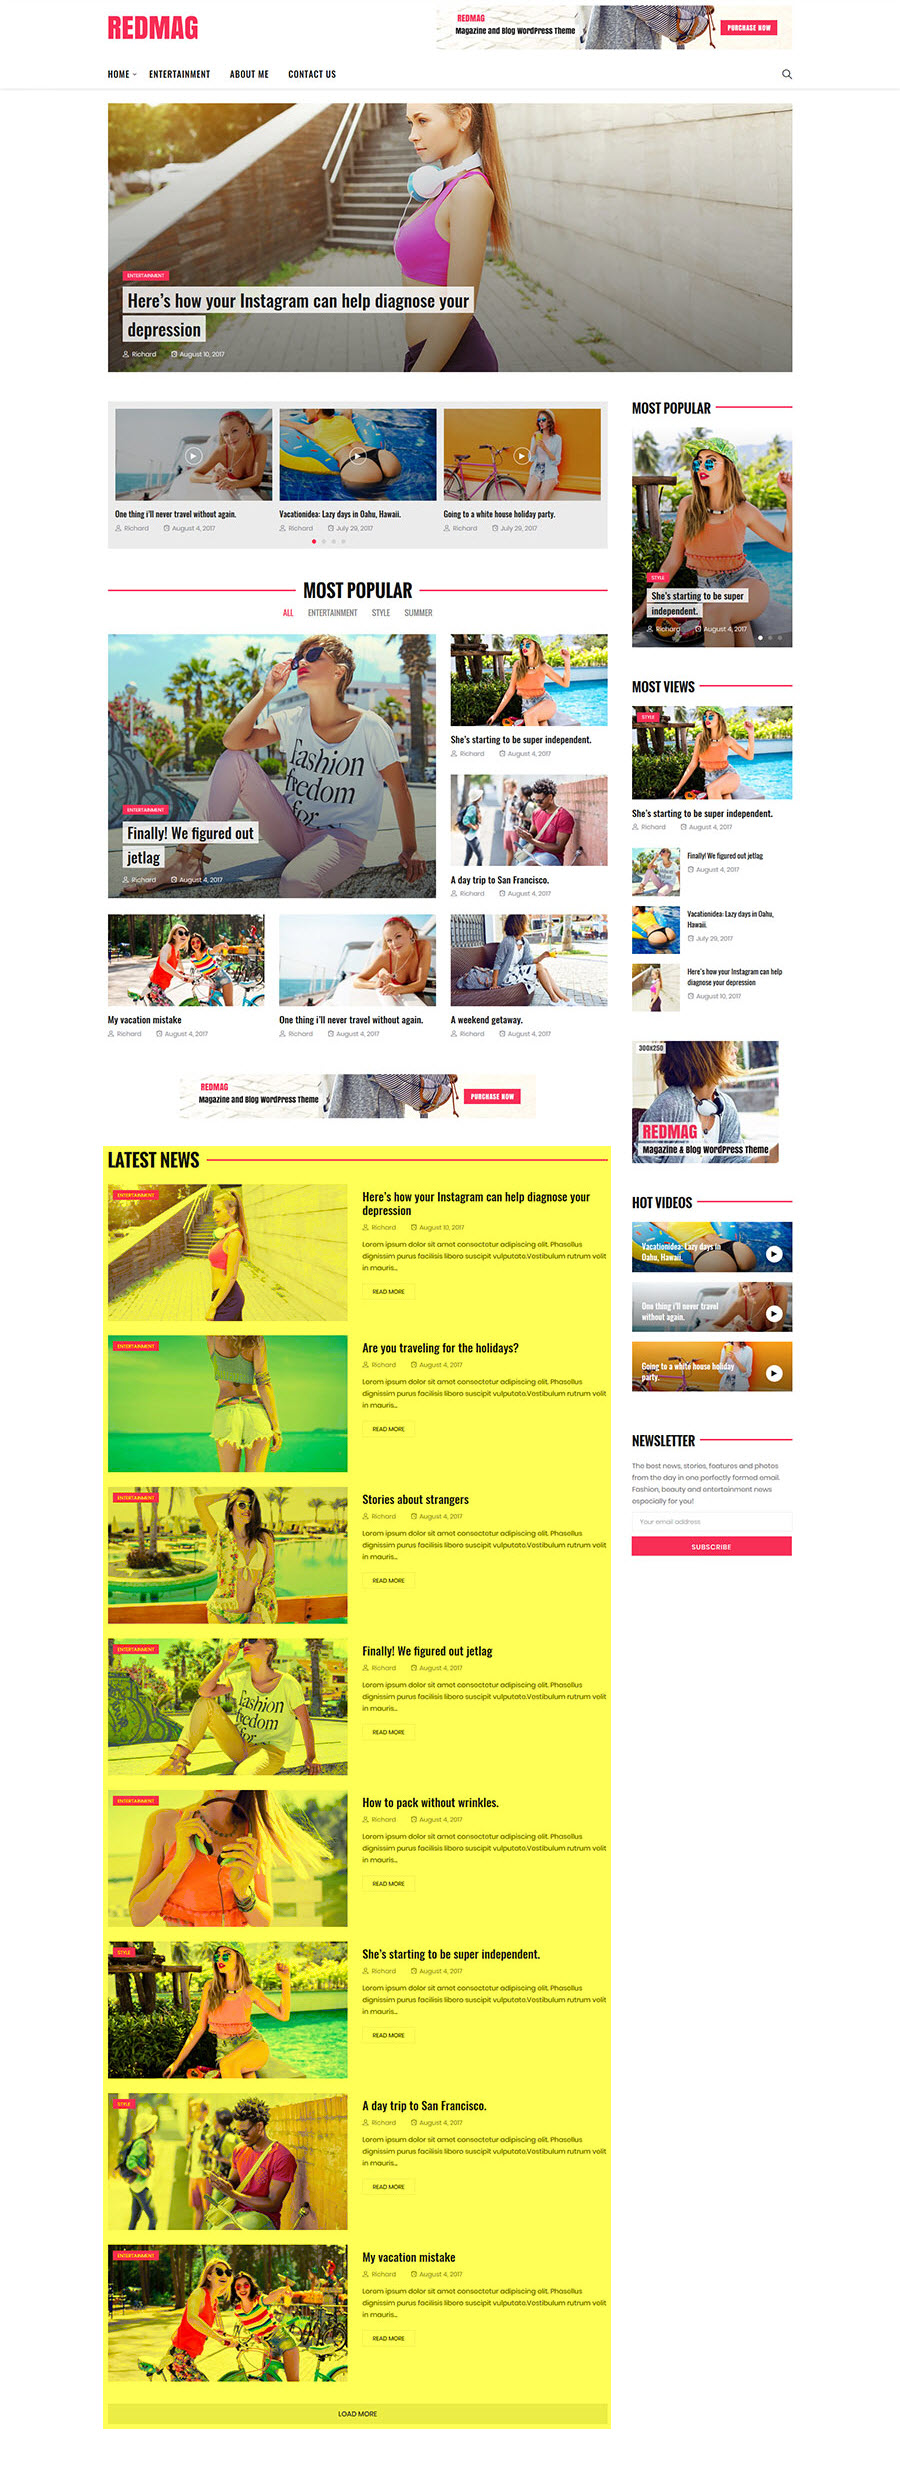 REDMAG
REDMAG
Magazine and Blog WordPress Theme
PURCHASE NOW
HOME
ENTERTAINMENT
ABOUT ME
CONTACT US
ENTERTAINMENT
Here's how your Instagram can help diagnose your
depression
Richard August 10, 2017
One thing i'll never travel without again.
Richard August 4, 2017
Vacationidea: Lazy days in Oahu, Hawaii.
Richard July 29, 2017
Going to a white house holiday party.
Richard July 29, 2017
MOST POPULAR
ALL ENTERTAINMENT STYLE SUMMER
fashion
freedom
for
ENTERTAINMENT
Finally! We figured out
jetlag
Richard August 4, 2017
She's starting to be super independent.
Richard August 4, 2017
A day trip to San Francisco.
Richard August 4, 2017
My vacation mistake
Richard August 4, 2017
One thing i'll never travel without again.
Richard August 4, 2017
A weekend getaway.
Richard August 4, 2017
REDMAG
Magazine and Blog WordPress Theme
PURCHASE NOW
LATEST NEWS
ENTERTAINMENT
Here's how your Instagram can help diagnose your
depression
Richard August 10, 2017
Lorem ipsum dolor sit amet consectetur adipiscing elit. Phasellus
dignissim purus facilisis libero suscipit vulputate.Vestibulum rutrum velit
in mauris...
READ MORE
ENTERTAINMENT
Are you traveling for the holidays?
Richard August 4, 2017
Lorem ipsum dolor sit amet consectetur adipiscing elit. Phasellus
dignissim purus facilisis libero suscipit vulputate.Vestibulum rutrum velit
in mauris...
READ MORE
ENTERTAINMENT
Stories about strangers
Richard August 4, 2017
Lorem ipsum dolor sit amet consectetur adipiscing elit. Phasellus
dignissim purus facilisis libero suscipit vulputate.Vestibulum rutrum velit
in mauris...
READ MORE
ENTERTAINMENT
fashion
freedom
for
Finally! We figured out jetlag
Richard August 4, 2017
Lorem ipsum dolor sit amet consectetur adipiscing elit. Phasellus
dignissim purus facilisis libero suscipit vulputate.Vestibulum rutrum velit
in mauris...
READ MORE
ENTERTAINMENT
How to pack without wrinkles.
Richard August 4, 2017
Lorem ipsum dolor sit amet consectetur adipiscing elit. Phasellus
dignissim purus facilisis libero suscipit vulputate.Vestibulum rutrum velit
in mauris...
READ MORE
STYLE
She's starting to be super independent.
Richard August 4, 2017
Lorem ipsum dolor sit amet consectetur adipiscing elit. Phasellus
dignissim purus facilisis libero suscipit vulputate.Vestibulum rutrum velit
in mauris...
READ MORE
STYLE
A day trip to San Francisco.
Richard August 4, 2017
Lorem ipsum dolor sit amet consectetur adipiscing elit. Phasellus
dignissim purus facilisis libero suscipit vulputate.Vestibulum rutrum velit
in mauris...
READ MORE
ENTERTAINMENT
My vacation mistake
Richard August 4, 2017
Lorem ipsum dolor sit amet consectetur adipiscing elit. Phasellus
dignissim purus facilisis libero suscipit vulputate.Vestibulum rutrum velit
in mauris...
READ MORE
LOAD MORE
MOST POPULAR
STYLE
She's starting to be super
independent.
Richard August 4, 2017
MOST VIEWS
STYLE
She's starting to be super independent.
Richard August 4, 2017
Finally! We figured out jetlag
August 4, 2017
Vacationidea: Lazy days in Oahu,
Hawaii.
July 29, 2017
Here's how your Instagram can help
diagnose your depression
August 10, 2017
300X250
REDMAG
Magazine & Blog WordPress Theme
HOT VIDEOS
Vacationidea: Lazy days in
Oahu, Hawaii.
One thing i'll never travel
without again.
Going to a white house holiday
party.
NEWSLETTER
The best news, stories, features and photos
from the day in one perfectly formed email.
Fashion, beauty and entertainment news
especially for you!
Your email address
SUBSCRIBE